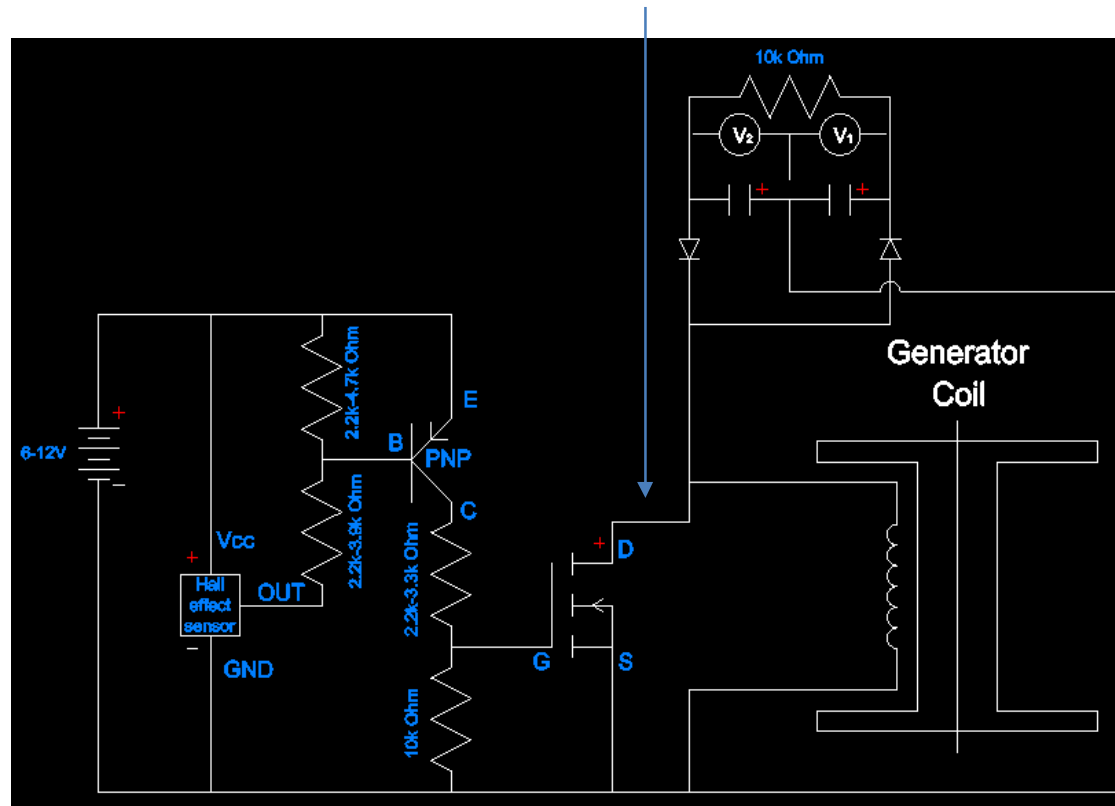 10k Ohm
V₂
V₁
+
+
Generator
Coil
+
6-12V
−
2.2k-4.7k Ohm
E
B
PNP
C
2.2k-3.9k Ohm
2.2k-3.3k Ohm
Vcc
+
Hall
effect
sensor
OUT
−
GND
+
D
G
S
10k Ohm